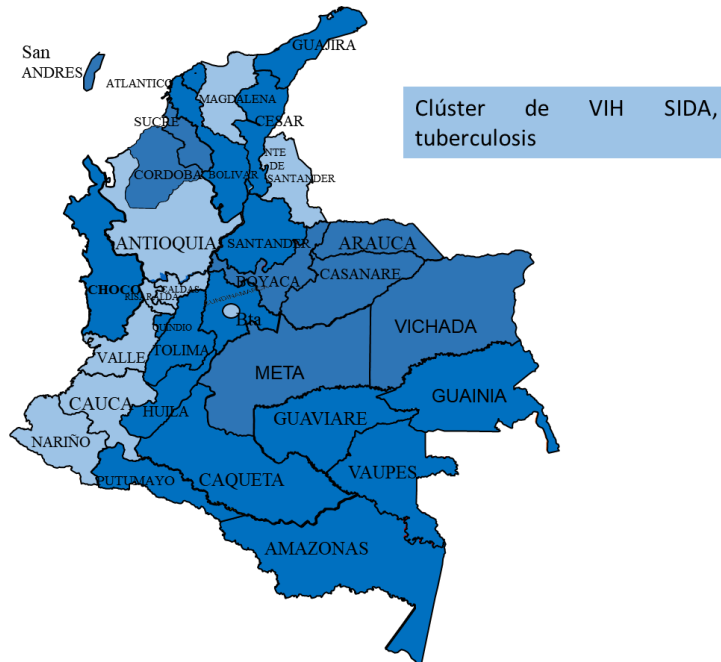 San
ANDRES
GUAJIRA
ATLANTICO
MAGDALENA
Clúster de VIH SIDA,
tuberculosis
SUCRE
CESAR
NTE
DE
SANTANDER
CORDOBA
BOLIVAR
ANTIOQUIA
SANTANDER
ARAUCA
CASANARE
BOYACA
CHOCO
CALDAS
RISARALDA
Bta
QUINDIO
VICHADA
VALLE
TOLIMA
META
GUAINIA
CAUCA
HUILA
GUAVIARE
NARIÑO
VAUPES
PUTUMAYO
CAQUETA
AMAZONAS